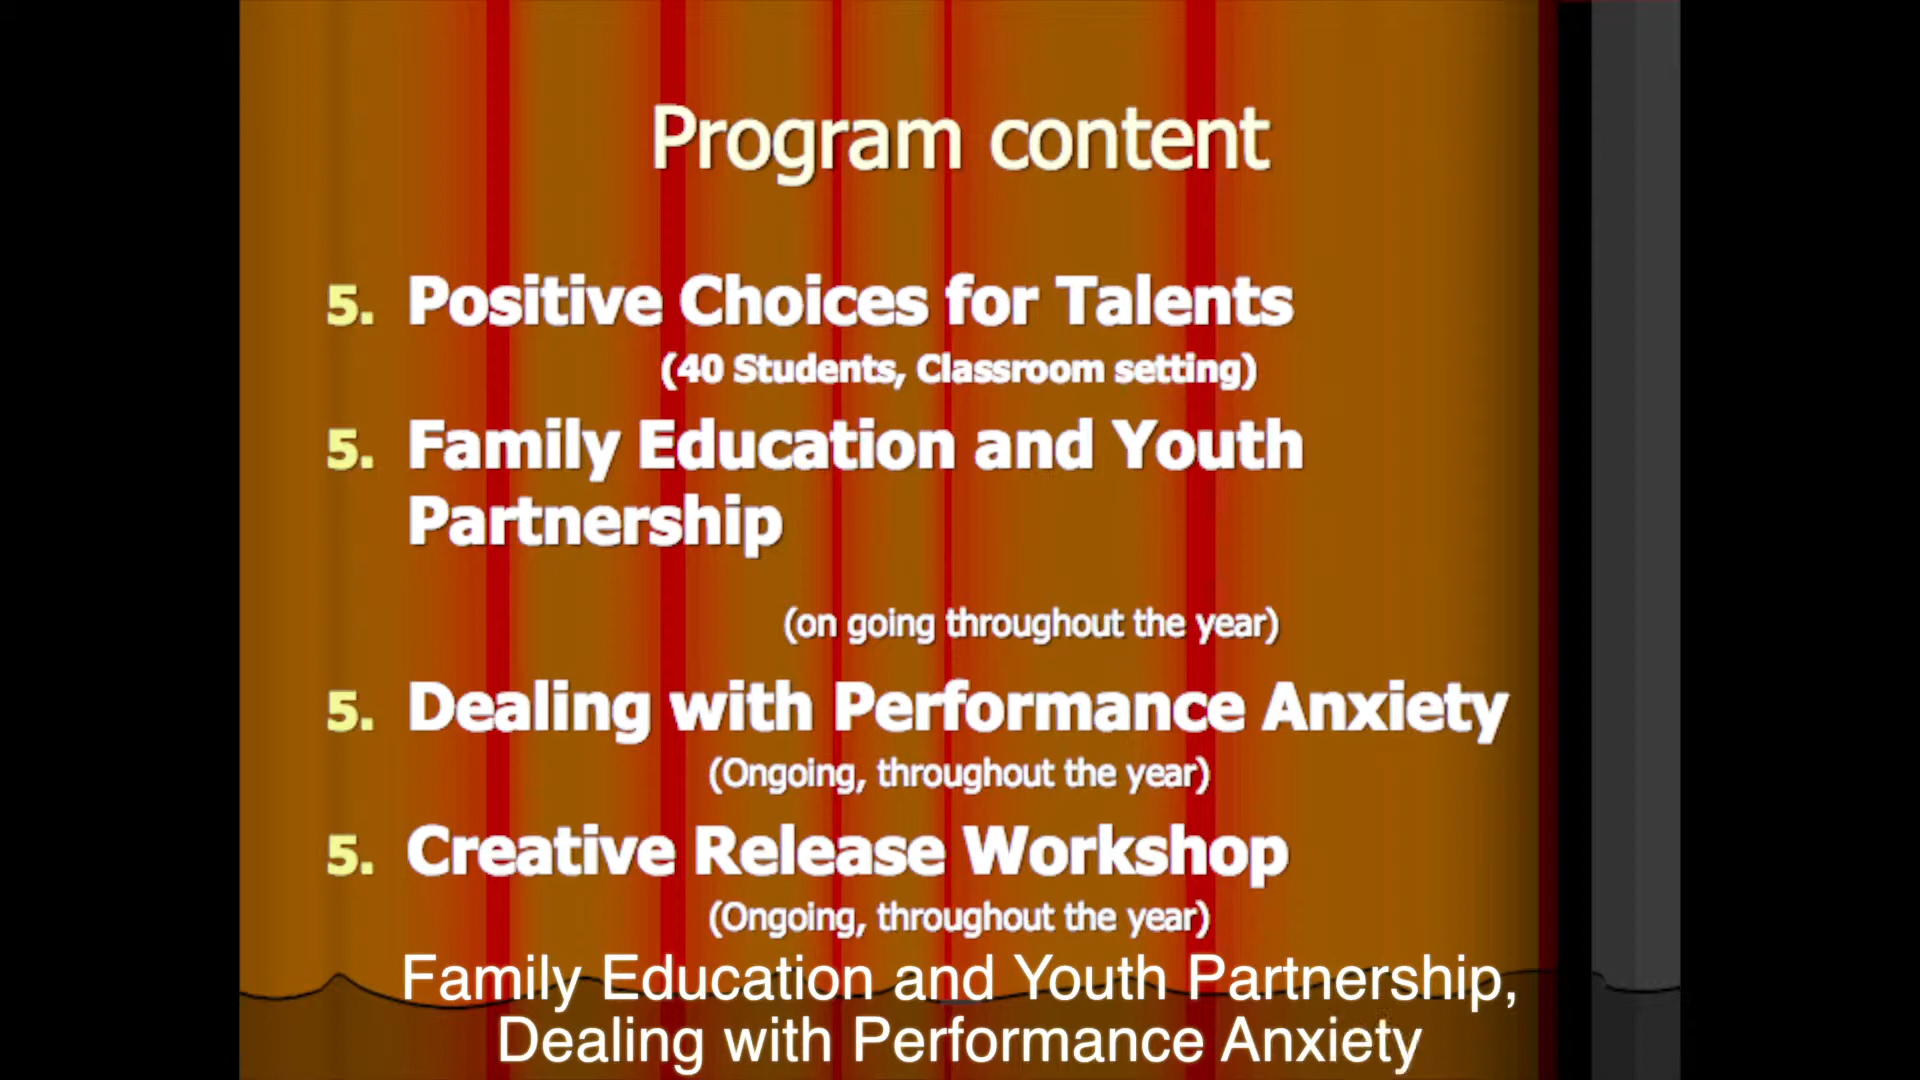 Program content
5. Positive Choices for Talents
(40 Students, Classroom setting)
5. Family Education and Youth
Partnership
(on going throughout the year)
5. Dealing with Performance Anxiety
(Ongoing, throughout the year)
5. Creative Release Workshop
(Ongoing, throughout the year)
Family Education and Youth Partnership,
Dealing with Performance Anxiety